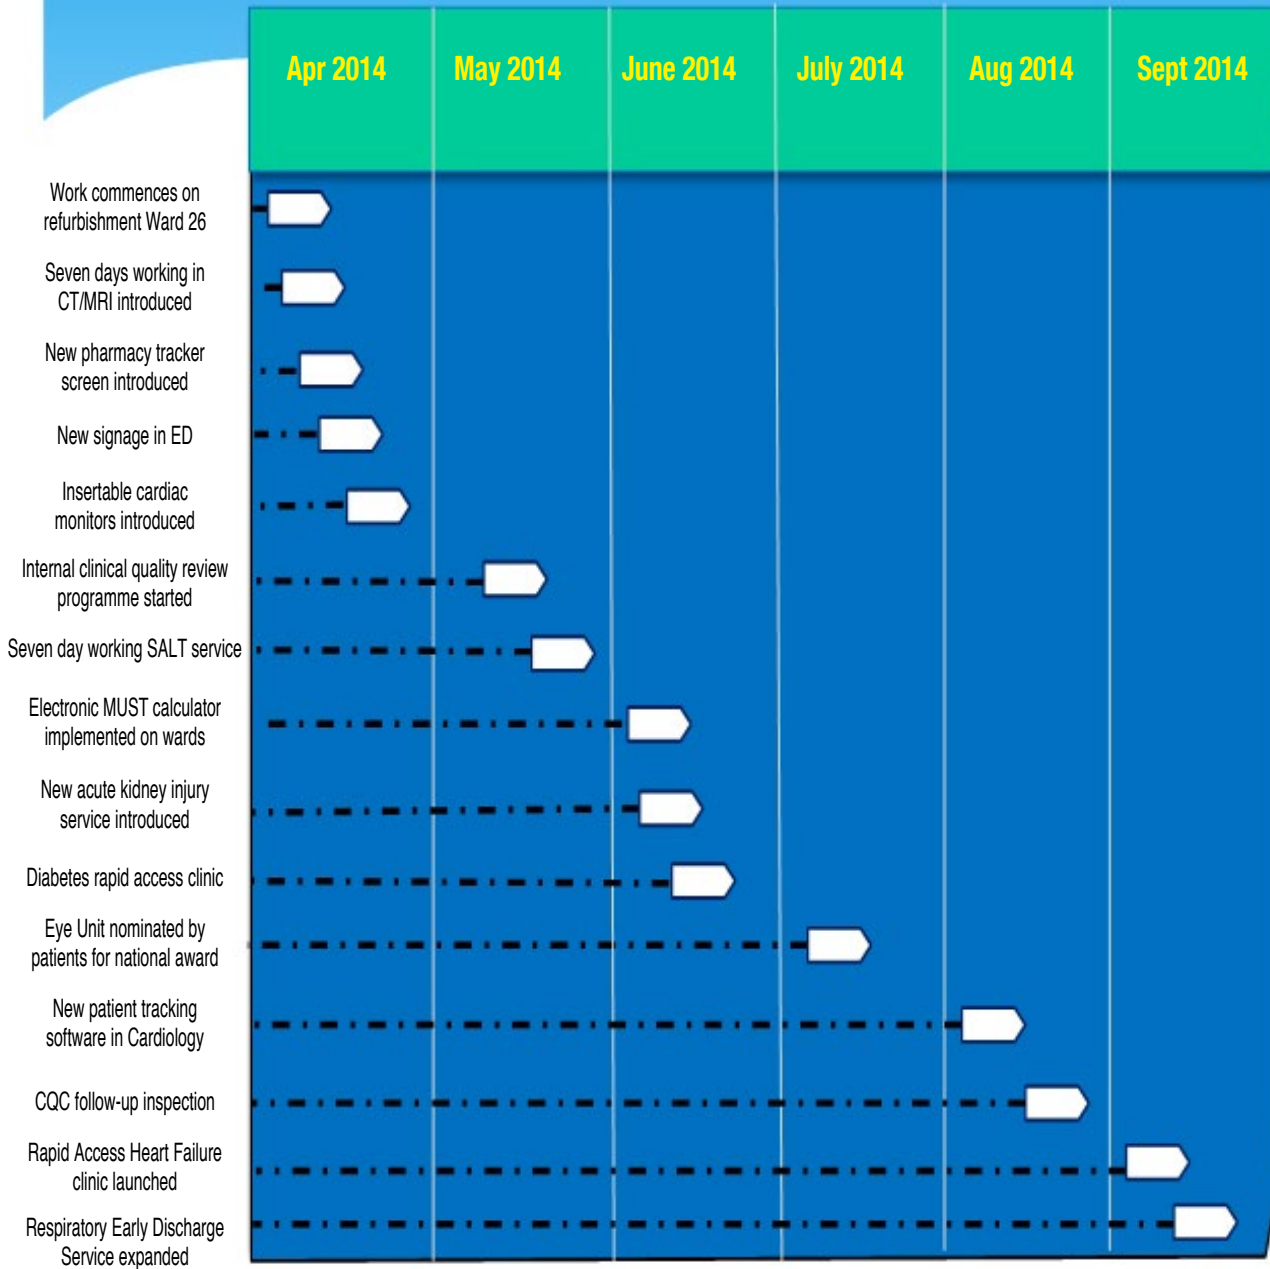 Apr 2014
May 2014
June 2014
July 2014
Aug 2014
Sept 2014
Work commences on
refurbishment Ward 26
Seven days working in
CT/MRI introduced
New pharmacy tracker
screen introduced
New signage in ED
Insertable cardiac
monitors introduced
Internal clinical quality review
programme started
Seven day working SALT service
Electronic MUST calculator
implemented on wards
New acute kidney injury
service introduced
Diabetes rapid access clinic
Eye Unit nominated by
patients for national award
New patient tracking
software in Cardiology
CQC follow-up inspection
Rapid Access Heart Failure
clinic launched
Respiratory Early Discharge
Service expanded